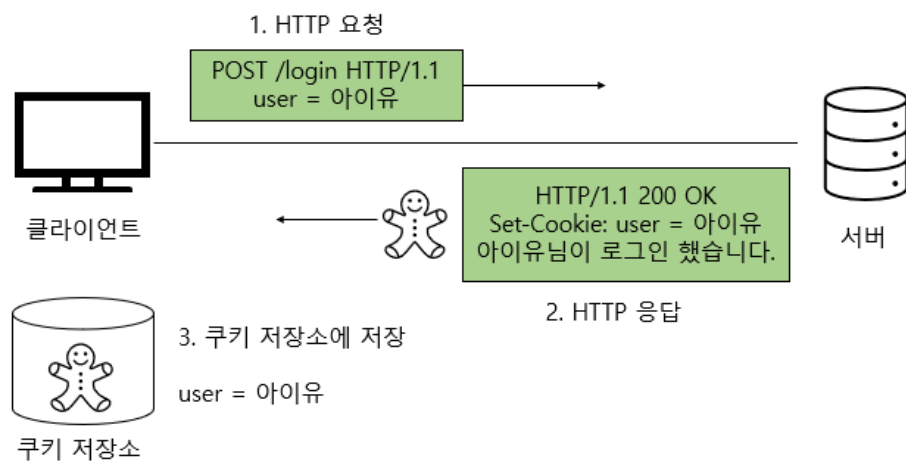 1. HTTP 요청
POST /login HTTP/1.1
user = 아이유
클라이언트
HTTP/1.1 200 OK
Set-Cookie: user = 아이유
아이유님이 로그인 했습니다.
서버
2. HTTP 응답
3. 쿠키 저장소에 저장
user = 아이유
쿠키 저장소